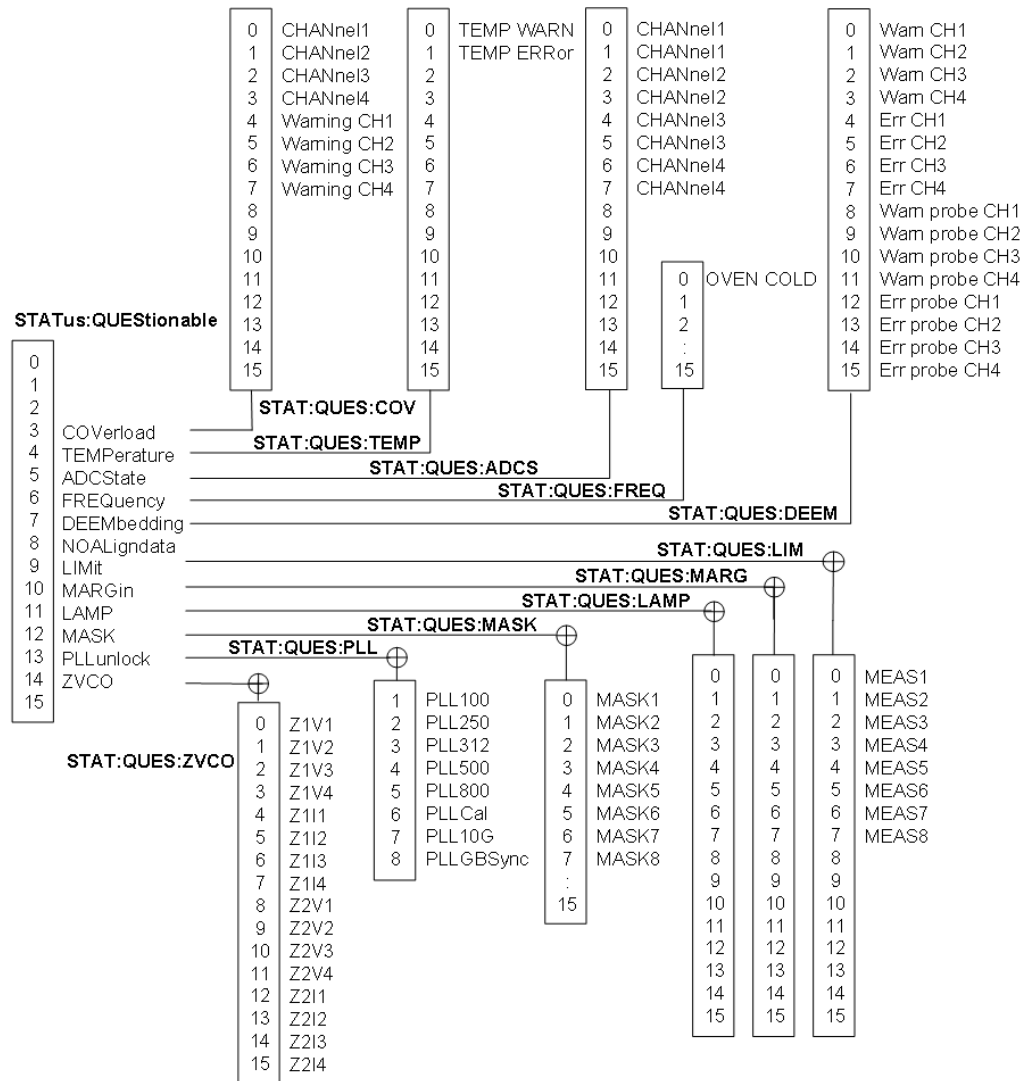 0 CHANnel1
1 CHANnel2
2 CHANnel3
3 CHANnel4
4 Warning CH1
5 Warning CH2
6 Warning CH3
7 Warning CH4
8
9
10
11
12
13
14
15
0 TEMP WARN
1 TEMP ERRor
2
3
4
5
6
7
8
9
10
11
12
13
14
15
0 CHANnel1
1 CHANnel1
2 CHANnel2
3 CHANnel2
4 CHANnel3
5 CHANnel3
6 CHANnel4
7 CHANnel4
8
9
10
11
12
13
14
15
0 OVEN COLD
1
2
:
15
0 Warn CH1
1 Warn CH2
2 Warn CH3
3 Warn CH4
4 Err CH1
5 Err CH2
6 Err CH3
7 Err CH4
8 Warn probe CH1
9 Warn probe CH2
10 Warn probe CH3
11 Warn probe CH4
12 Err probe CH1
13 Err probe CH2
14 Err probe CH3
15 Err probe CH4
STATus:QUEStionable
0
1
2
3 COVerload
4 TEMPerature
5 ADCState
6 FREQuency
7 DEEMbedding
8 NOALigndata
9 LIMit
10 MARGin
11 LAMP
12 MASK
13 PLLunlock
14 ZVCO
15
STAT:QUES:COV
STAT:QUES:TEMP
STAT:QUES:ADCS
STAT:QUES:FREQ
STAT:QUES:DEEM
STAT:QUES:LIM
STAT:QUES:MARG
STAT:QUES:LAMP
STAT:QUES:MASK
STAT:QUES:PLL
STAT:QUES:ZVCO
0 Z1V1
1 Z1V2
2 Z1V3
3 Z1V4
4 Z1I1
5 Z1I2
6 Z1I3
7 Z1I4
8 Z2V1
9 Z2V2
10 Z2V3
11 Z2V4
12 Z2I1
13 Z2I2
14 Z2I3
15 Z2I4
1 PLL100
2 PLL250
3 PLL312
4 PLL500
5 PLL800
6 PLLCal
7 PLL10G
8 PLLGBSync
0 MASK1
1 MASK2
2 MASK3
3 MASK4
4 MASK5
5 MASK6
6 MASK7
7 MASK8
:
15
0 0 0 MEAS1
1 1 1 MEAS2
2 2 2 MEAS3
3 3 3 MEAS4
4 4 4 MEAS5
5 5 5 MEAS6
6 6 6 MEAS7
7 7 7 MEAS8
8 8 8
9 9 9
10 10 10
11 11 11
12 12 12
13 13 13
14 14 14
15 15 15